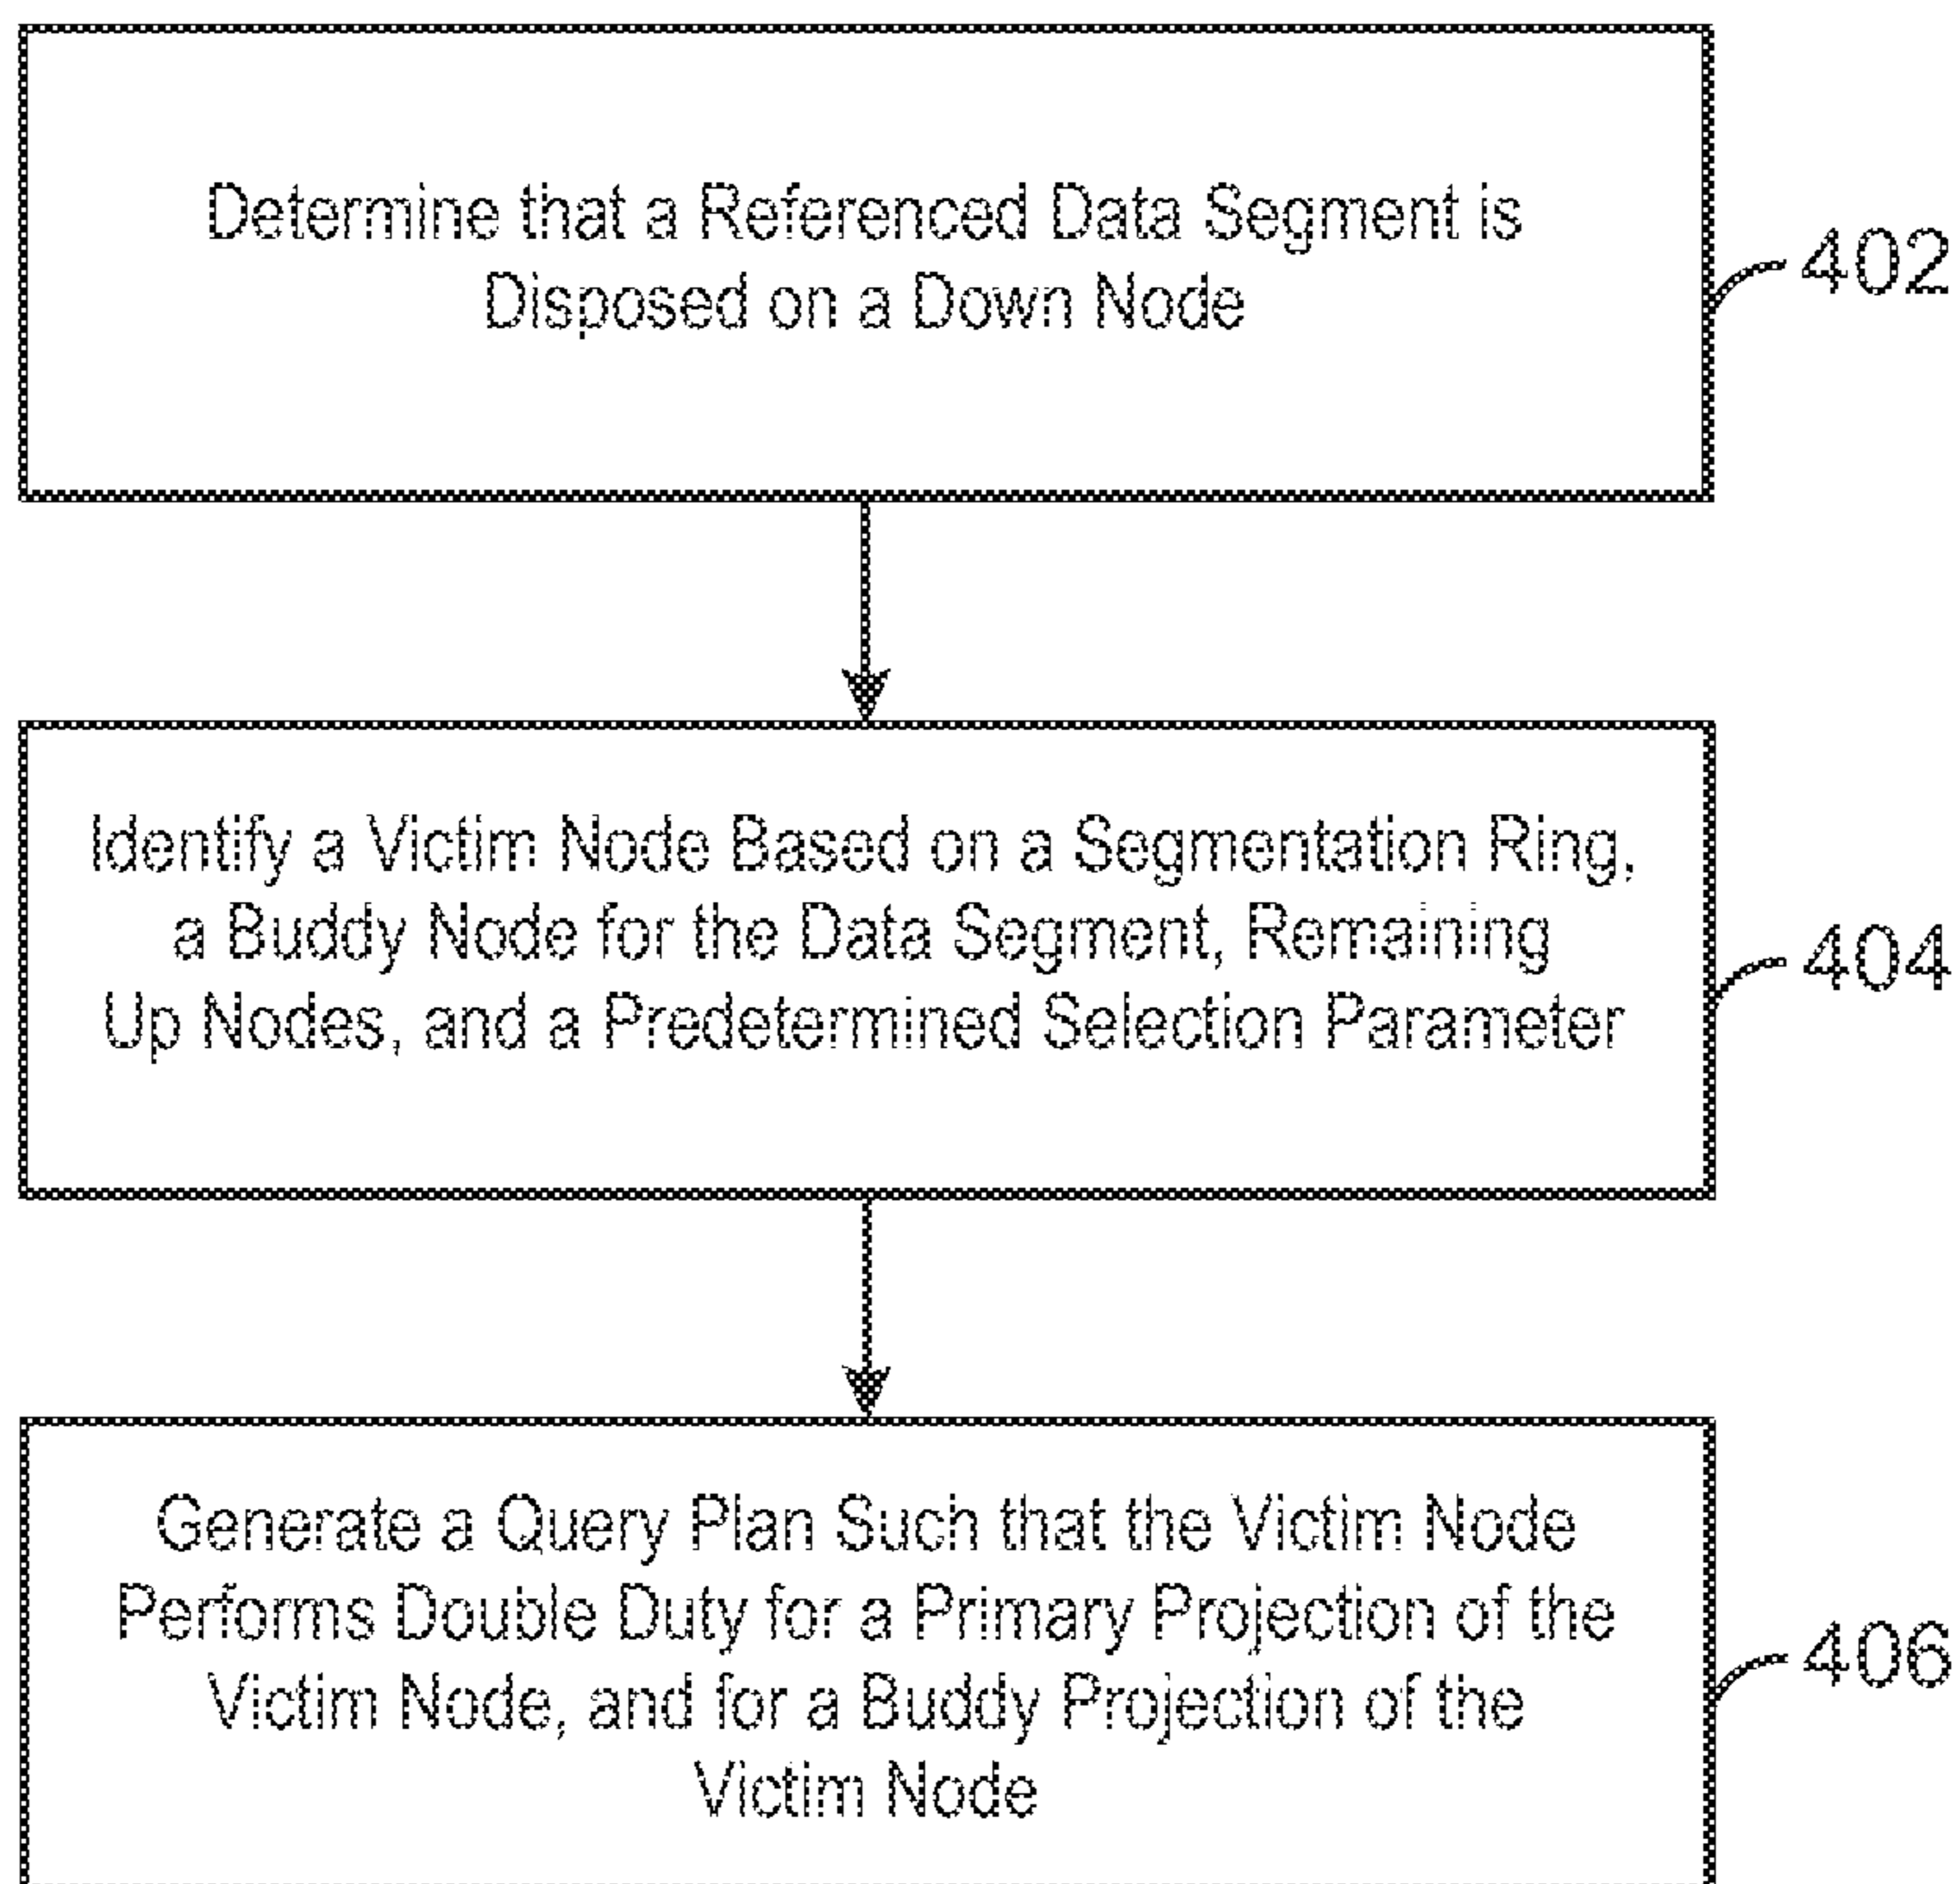 Determine that a Referenced Data Segment is
Disposed on a Down Node
402
Identify a Victim Node Based on a Segmentation Ring,
a Buddy Node for the Data Segment, Remaining
Up Nodes, and a Predetermined Selection Parameter
404
Generate a Query Plan Such that the Victim Node
Performs Double Duty for a Primary Projection of the
Victim Node, and for a Buddy Projection of the
Victim Node
406